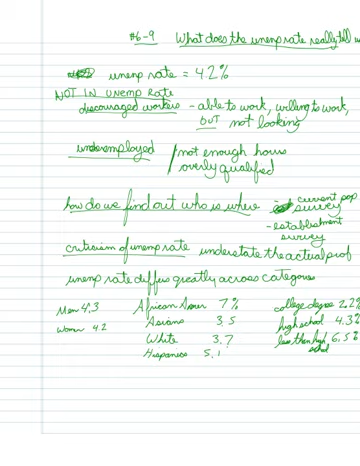 #6-9 What does the unemp rate really tell us
unemp rate = 4.2%
NOT IN UNEMP RATE
discouraged workers - able to work, willing to work,
BUT not looking
underemployed / not enough hours
overly qualified
how do we find out who is where - current pop
survey
- establishment
survey
criticism of unemp rate understate the actual prob
unemp rate differs greatly across categories
Men 4.3 African Amer 7% college degree 2.2%
Women 4.2 Asians 3.5 high school 4.3%
White 3.7 less than high 6.5%
school
Hispanics 5.1